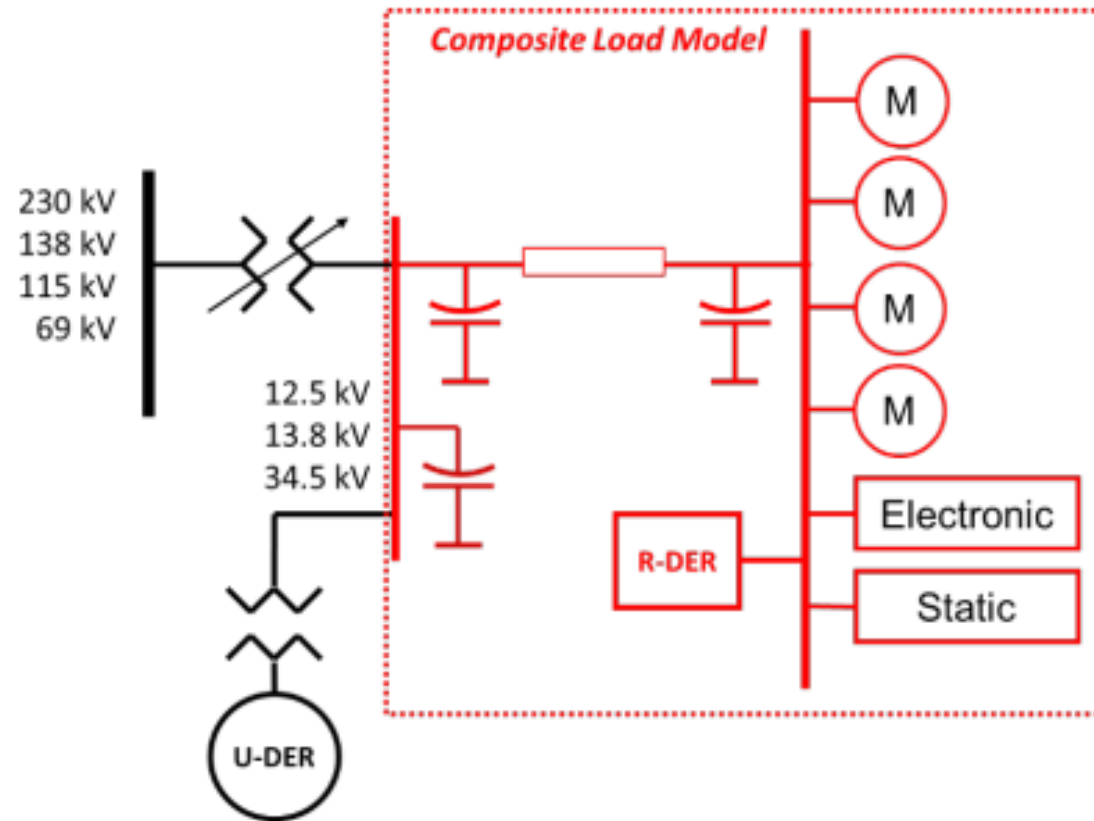 Composite Load Model
230 kV
138 kV
115 kV
69 kV
12.5 kV
13.8 kV
34.5 kV
M
M
M
M
Electronic
Static
R-DER
U-DER